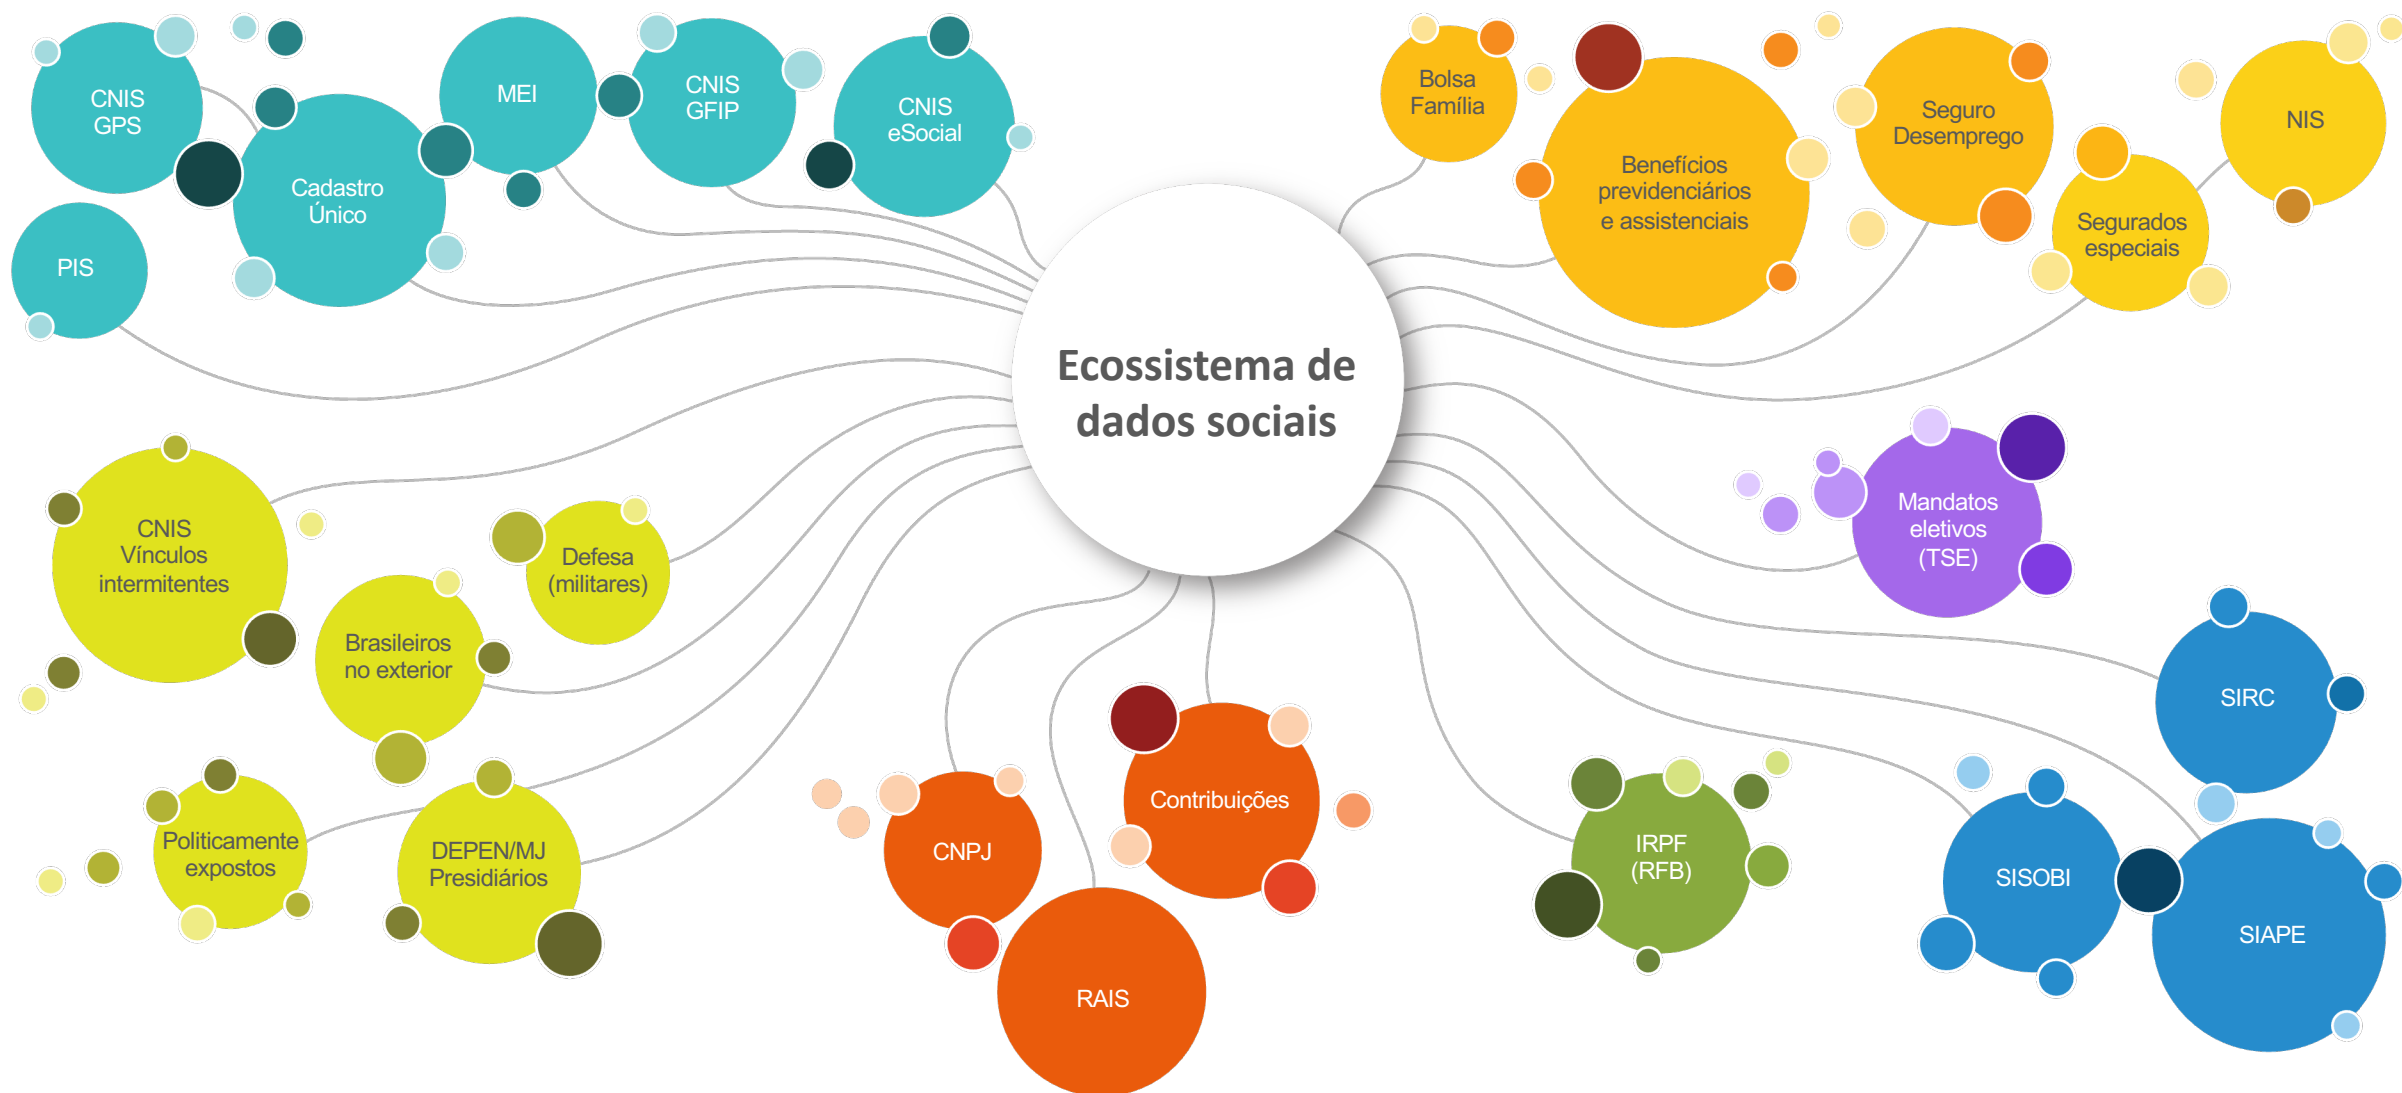 CNIS
GPS
Cadastro
Único
PIS
MEI
CNIS
GFIP
CNIS
eSocial
Bolsa
Família
Benefícios
previdenciários
e assistenciais
Seguro
Desemprego
Segurados
especiais
NIS
Ecossistema de
dados sociais
CNIS
Vínculos
intermitentes
Brasileiros
no exterior
Defesa
(militares)
Politicamente
expostos
DEPEN/MJ
Presidiários
CNPJ
RAIS
Contribuições
IRPF
(RFB)
Mandatos
eletivos
(TSE)
SIRC
SISOBI
SIAPE